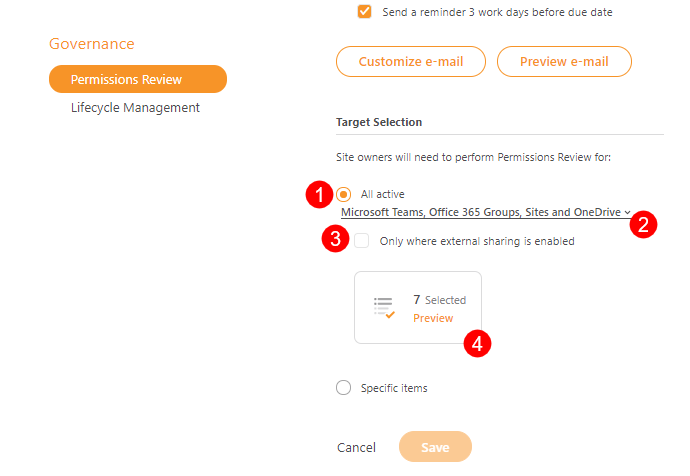 Send a reminder 3 work days before due date
Governance
Permissions Review
Lifecycle Management
Customize e-mail
Preview e-mail
Target Selection
Site owners will need to perform Permissions Review for:
1
All active
Microsoft Teams, Office 365 Groups, Sites and OneDrive
2
3
Only where external sharing is enabled
7 Selected
Preview
4
Specific items
Cancel
Save